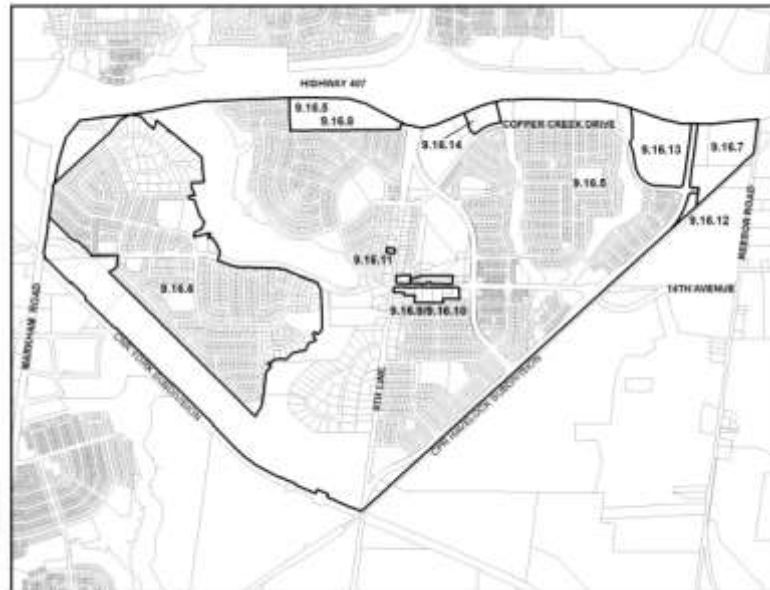 HIGHWAY 407
9.16.5
9.16.8
9.16.14
COPPER CREEK DRIVE
9.16.13
9.16.7
9.16.5
9.16.12
REESOR ROAD
9.16.11
9.16.6
14TH AVENUE
9.16.9/9.16.10
MARKHAM ROAD
CNR YORK SUBDIVISION
9TH LINE
CPR HAVELOCK SUBDIVISION